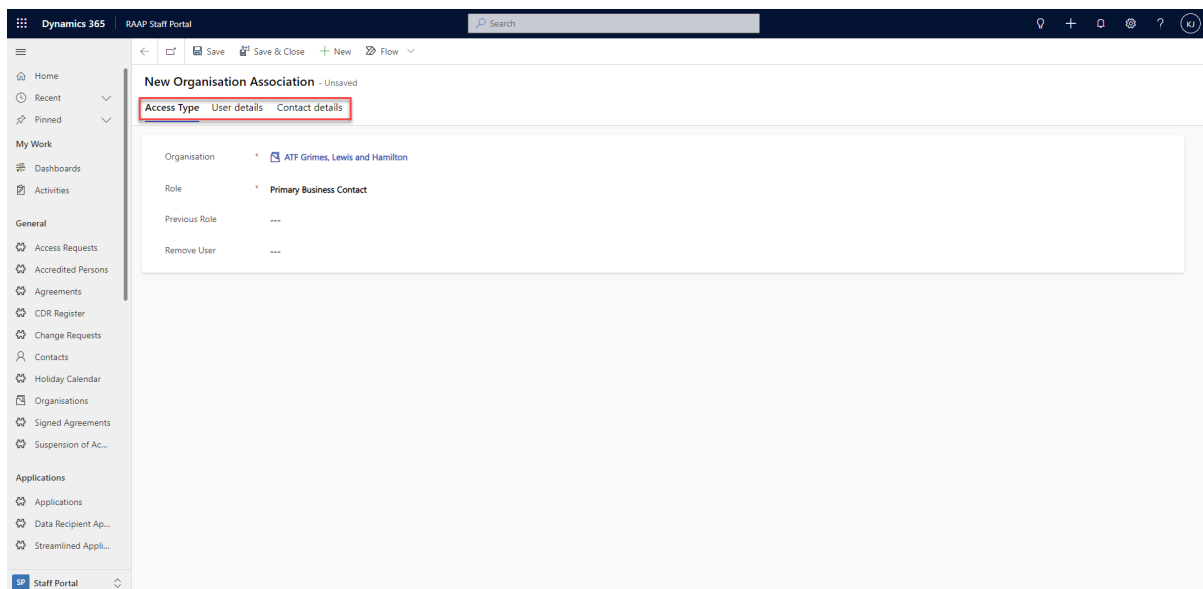 Dynamics 365 RAAP Staff Portal Search KJ
Save Save & Close New Flow
Home
Recent
Pinned
My Work
Dashboards
Activities
General
Access Requests
Accredited Persons
Agreements
CDR Register
Change Requests
Contacts
Holiday Calendar
Organisations
Signed Agreements
Suspension of Ac...
Applications
Applications
Data Recipient Ap...
Streamlined Appli...
SP Staff Portal
New Organisation Association - Unsaved
Access Type User details Contact details
Organisation * ATF Grimes, Lewis and Hamilton
Role * Primary Business Contact
Previous Role ---
Remove User ---